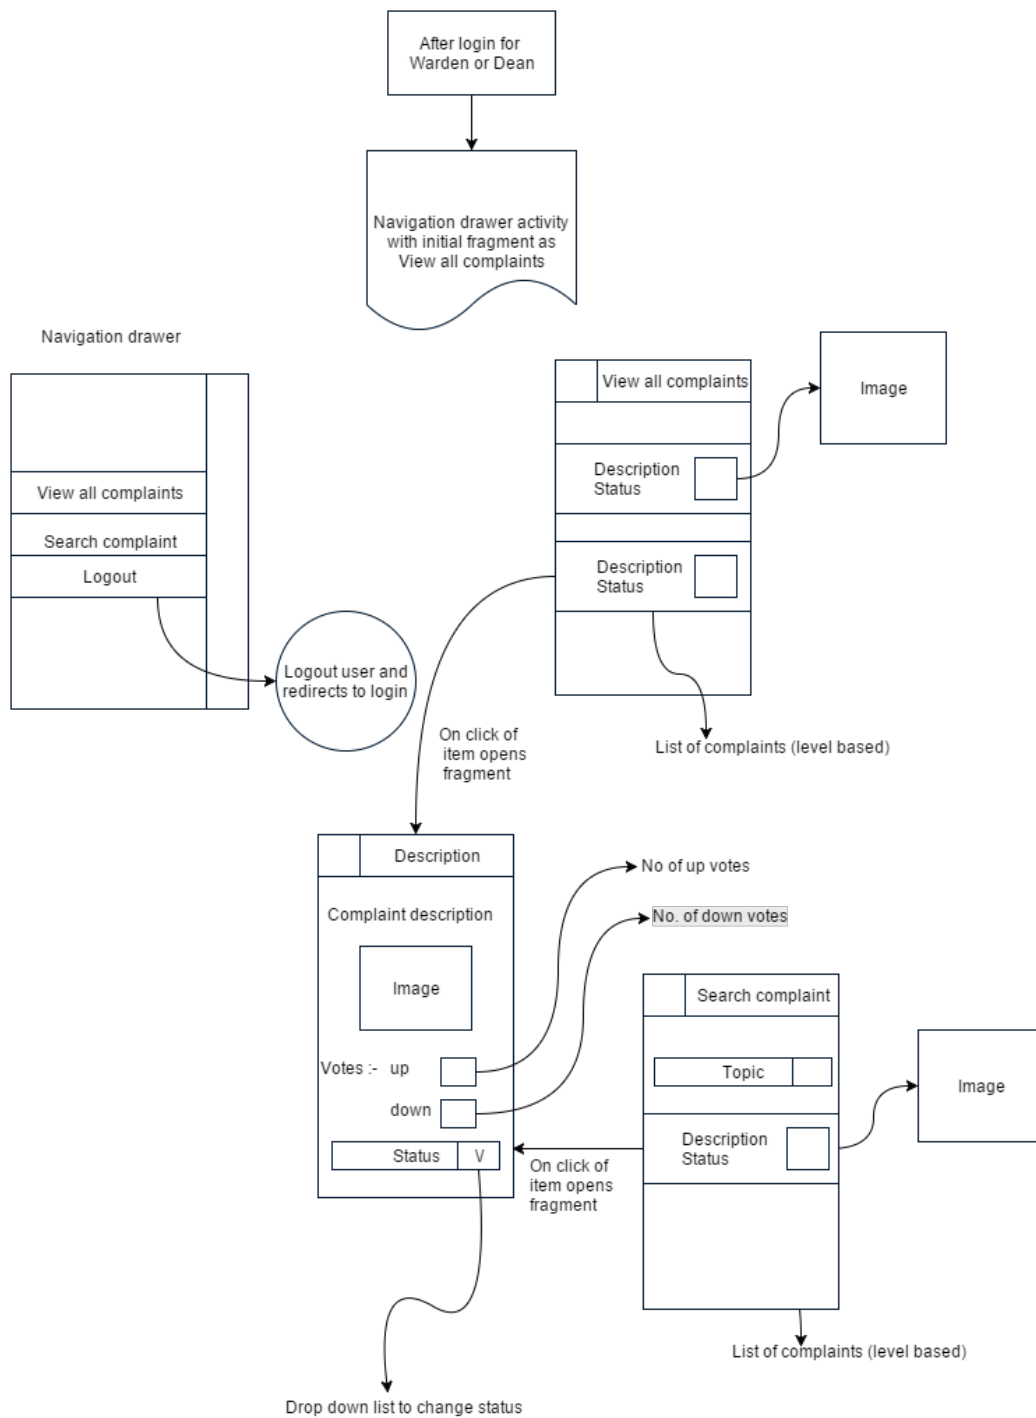 After login for
Warden or Dean
Navigation drawer activity
with initial fragment as
View all complaints
Navigation drawer
View all complaints
Search complaint
Logout
Logout user and
redirects to login
View all complaints
Description
Status
Image
Description
Status
List of complaints (level based)
On click of
item opens
fragment
Description
Complaint description
Image
Votes :- up
down
Status V
No of up votes
No. of down votes
Search complaint
Topic
Description
Status
Image
On click of
item opens
fragment
List of complaints (level based)
Drop down list to change status